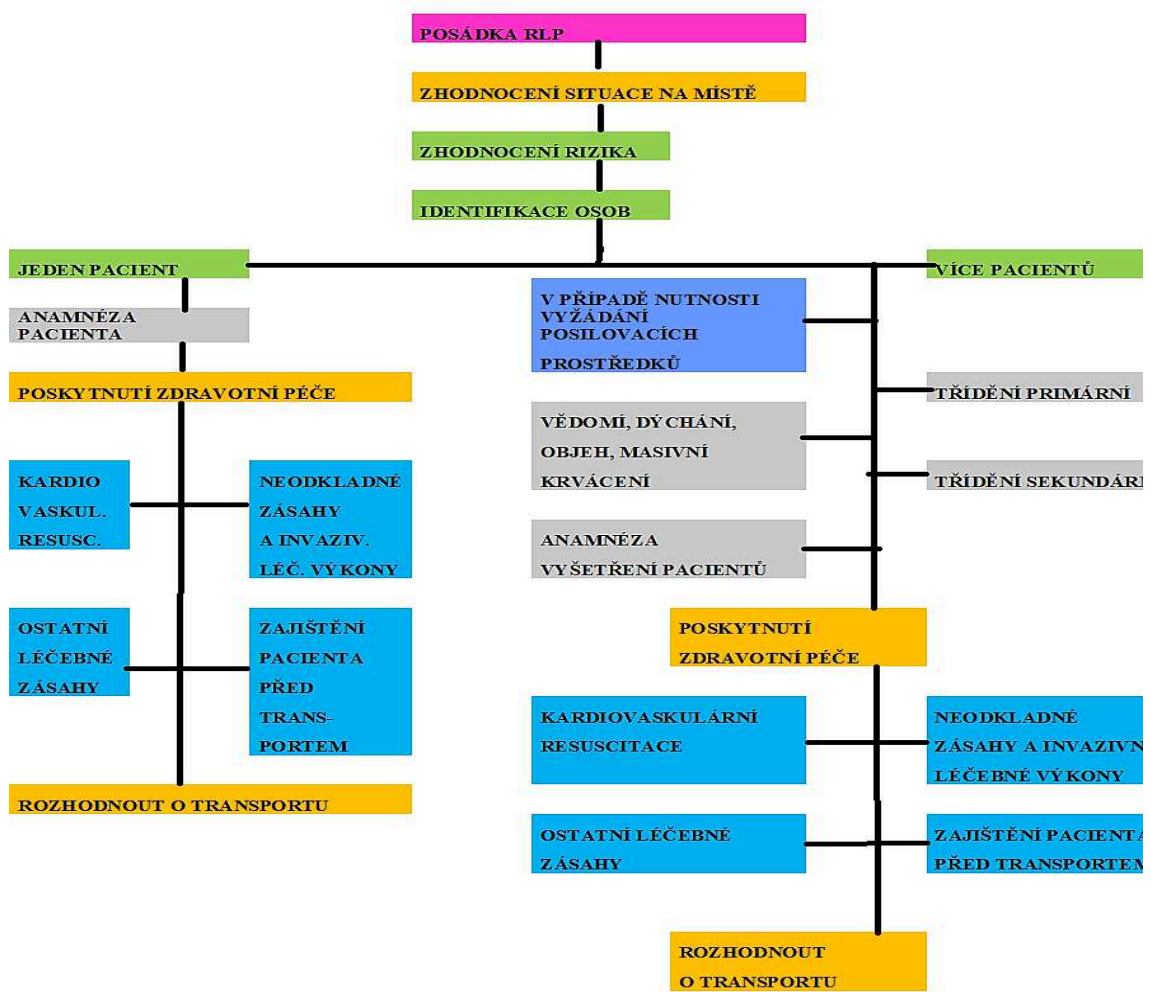 POSÁDKA RLP
ZHODNOCENÍ SITUACE NA MÍSTĚ
ZHODNOCENÍ RIZIKA
IDENTIFIKACE OSOB
JEDEN PACIENT
VÍCE PACIENTŮ
ANAMNÉZA
PACIENTA
POSKYTNUTÍ ZDRAVOTNÍ PÉČE
KARDIO
VASKUL.
RESUSC.
NEODKLADNÉ
ZÁSAHY
A INVAZIV.
LÉČ. VÝKONY
OSTATNÍ
LÉČEBNÉ
ZÁSAHY
ZAJIŠTĚNÍ
PACIENTA
PŘED
TRANS-
PORTEM
ROZHODNOUT O TRANSPORTU
V PŘÍPADĚ NUTNOSTI
VYŽÁDÁNÍ
POSILOVACÍCH
PROSTŘEDKŮ
TŘÍDĚNÍ PRIMÁRNÍ
VĚDOMÍ, DÝCHÁNÍ,
OBJEH, MASIVNÍ
KRVÁCENÍ
TŘÍDĚNÍ SEKUNDÁRN
ANAMNÉZA
VYŠETŘENÍ PACIENTŮ
POSKYTNUTÍ
ZDRAVOTNÍ PÉČE
KARDIOVASKULÁRNÍ
RESUSCITACE
NEODKLADNÉ
ZÁSAHY A INVAZIVN
LÉČEBNÉ VÝKONY
OSTATNÍ LÉČEBNÉ
ZÁSAHY
ZAJIŠTĚNÍ PACIENTA
PŘED TRANSPORTEM
ROZHODNOUT
O TRANSPORTU